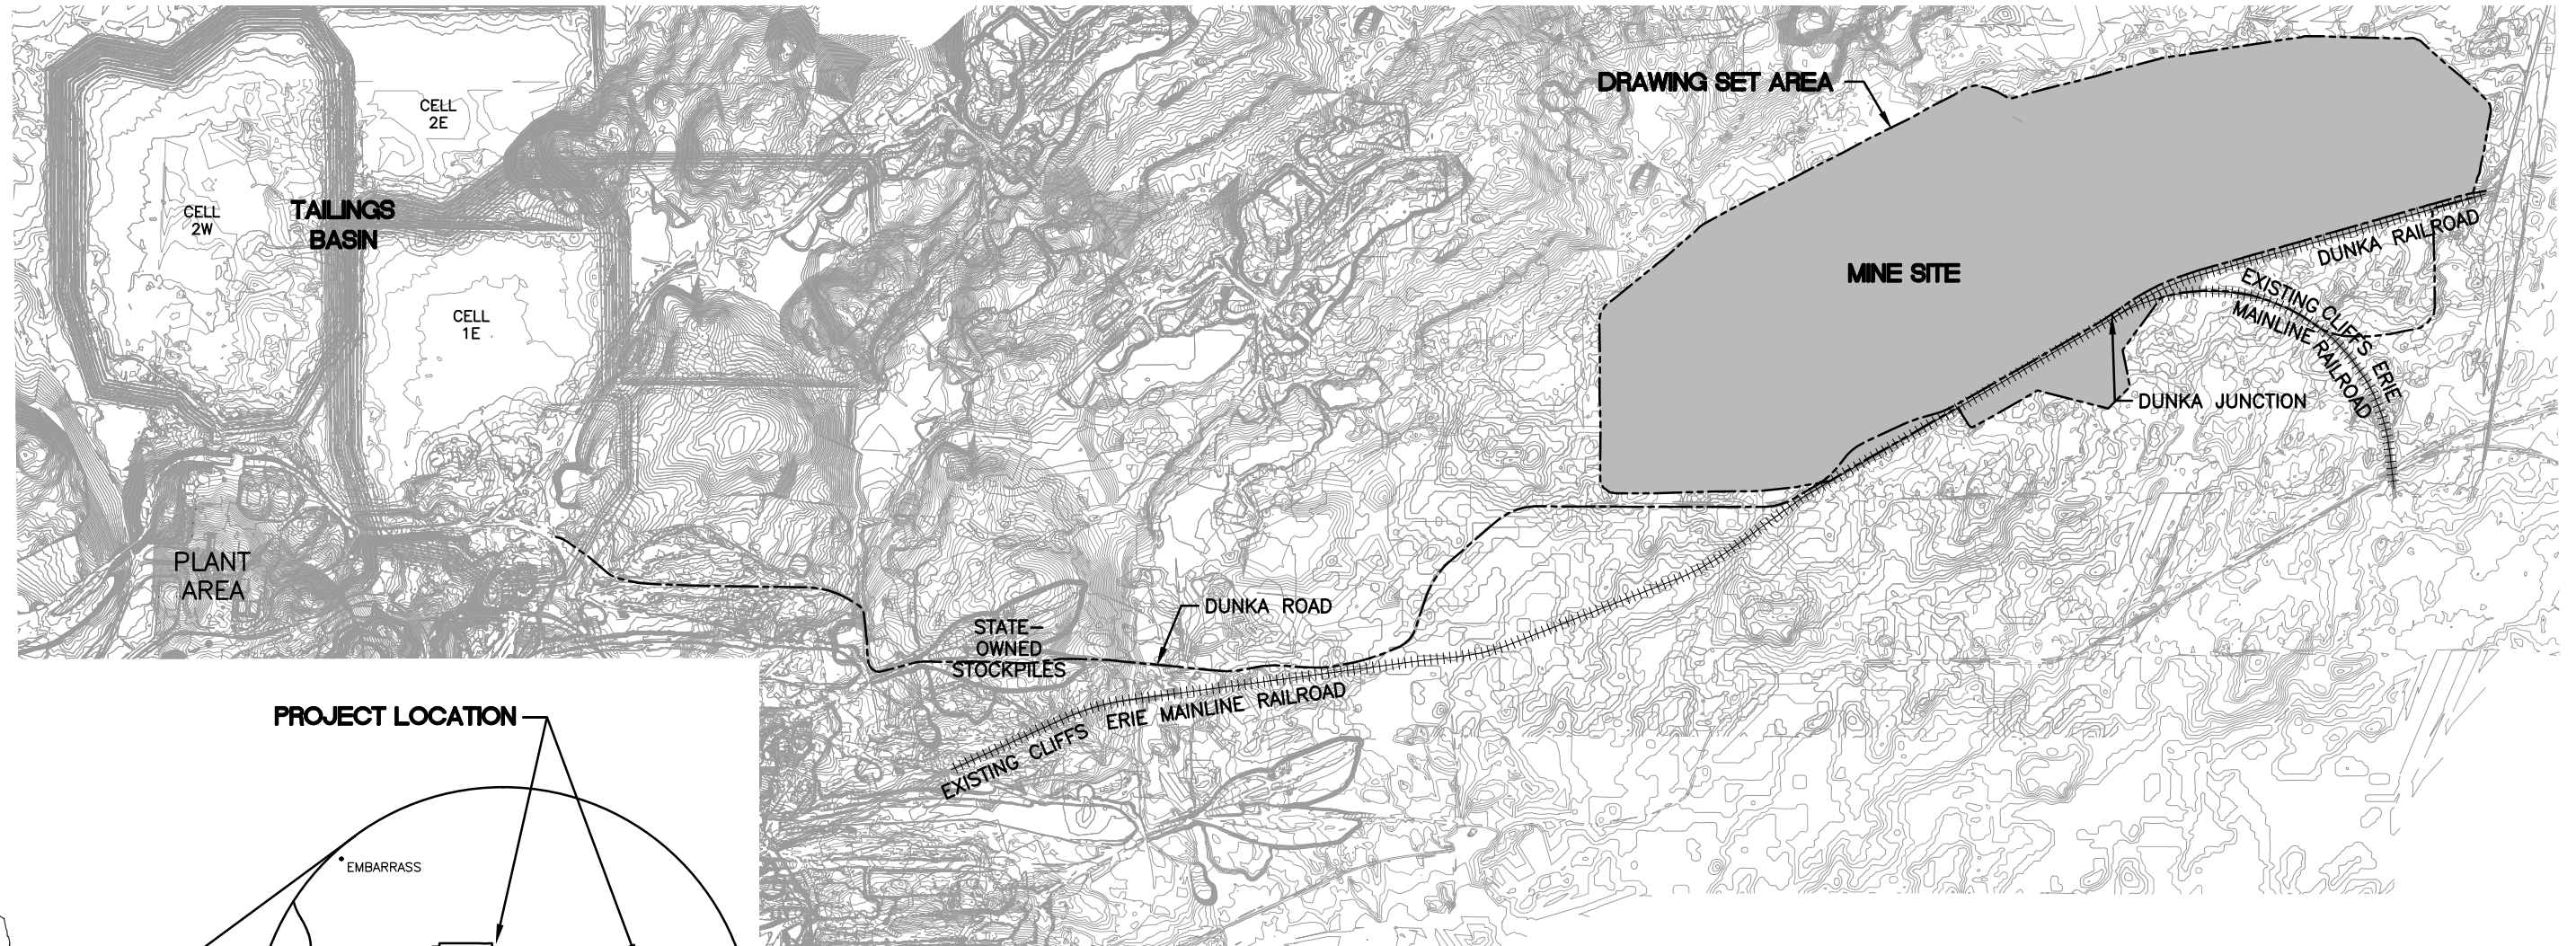 DRAWING SET AREA
CELL
2E
CELL
2W
TAILINGS
BASIN
CELL
1E
MINE SITE
DUNKA RAILROAD
EXISTING CLIFFS ERIE
MAINLINE RAILROAD
DUNKA JUNCTION
PLANT
AREA
DUNKA ROAD
STATE-
OWNED
STOCKPILES
EXISTING CLIFFS ERIE MAINLINE RAILROAD
PROJECT LOCATION
EMBARRASS